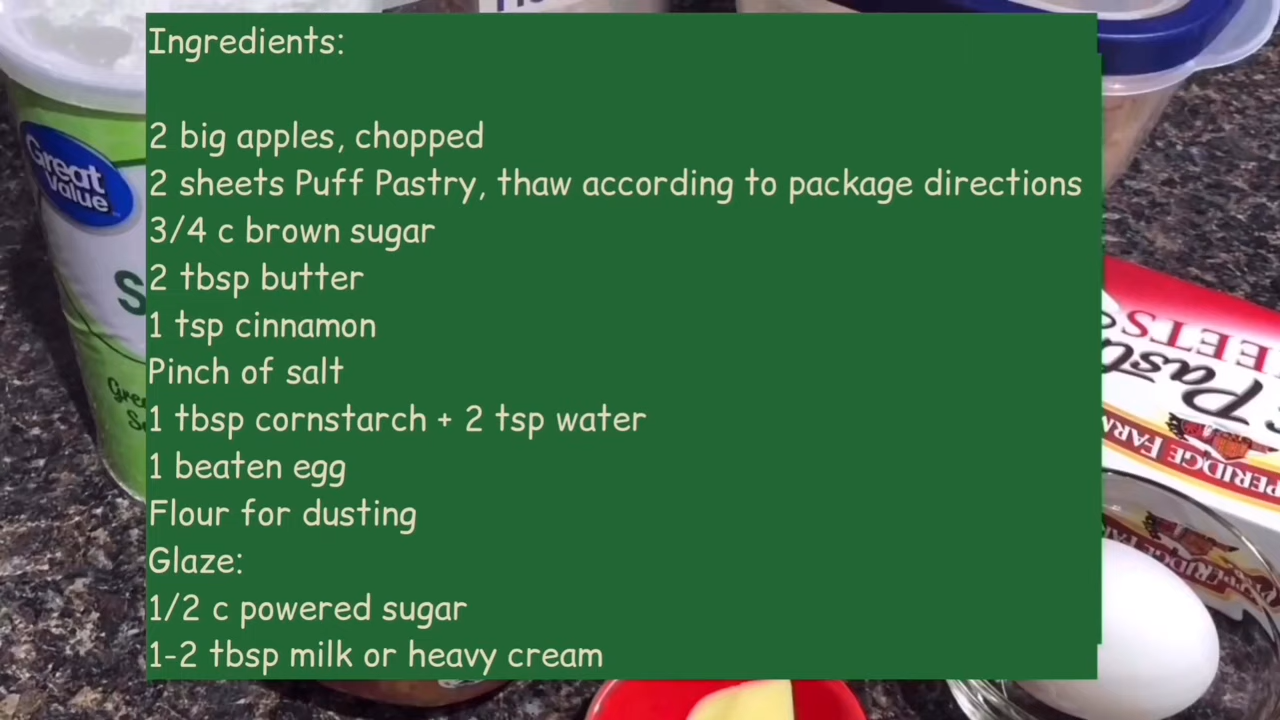 Ingredients:
2 big apples, chopped
2 sheets Puff Pastry, thaw according to package directions
3/4 c brown sugar
2 tbsp butter
1 tsp cinnamon
Pinch of salt
1 tbsp cornstarch + 2 tsp water
1 beaten egg
Flour for dusting
Glaze:
1/2 c powered sugar
1-2 tbsp milk or heavy cream
Great
Value